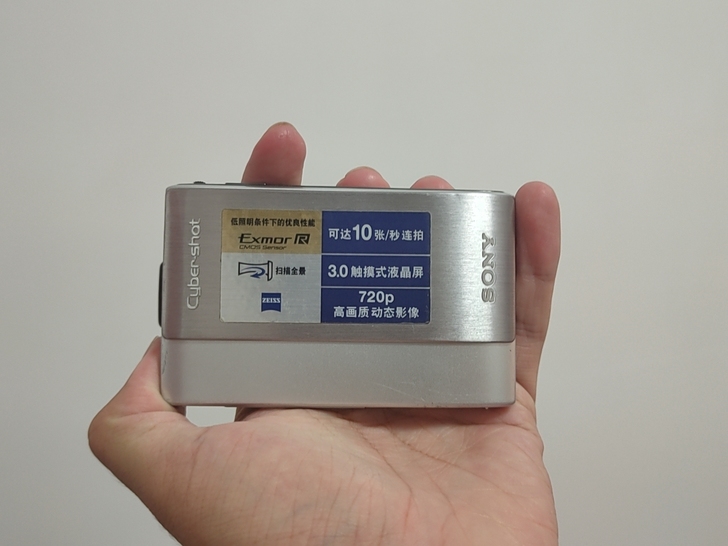 Cyber-shot
低照明条件下的优良性能
Exmor R
CMOS Sensor
扫描全景
ZEISS
可达10张/秒连拍
3.0 触摸式液晶屏
720p
高画质动态影像
SONY